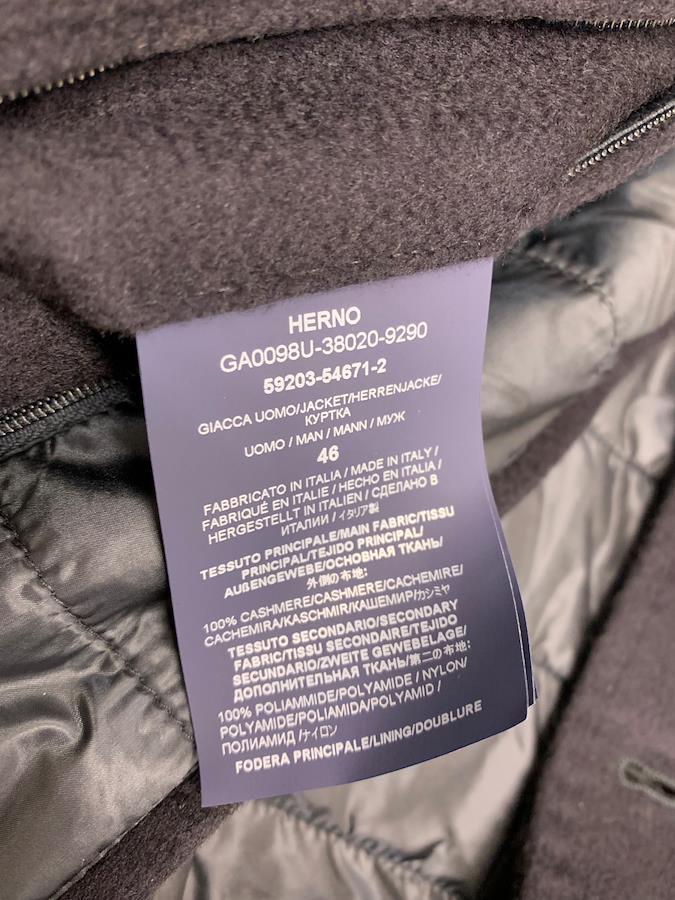 HERNO
GA0098U-38020-9290
59203-54671-2
GIACCA UOMO/JACKET/HERRENJACKE/
КУРТКА
UOMO / MAN / MANN / МУЖ
46
FABBRICATO IN ITALIA / MADE IN ITALY /
FABRIQUÉ EN ITALIE / HECHO EN ITALIA /
HERGESTELLT IN ITALIEN / СДЕЛАНО В
ИТАЛИИ / イタリア製
TESSUTO PRINCIPALE/MAIN FABRIC/TISSU
PRINCIPAL/TEJIDO PRINCIPAL/
AUßENGEWEBE/ОСНОВНАЯ ТКАНЬ/
外側の布地:
100% CASHMERE/CASHMERE/CACHEMIRE/
CACHEMIRA/KASCHMIR/КАШЕМИР/カシミヤ
TESSUTO SECONDARIO/SECONDARY
FABRIC/TISSU SECONDAIRE/TEJIDO
SECUNDARIO/ZWEITE GEWEBELAGE/
ДОПОЛНИТЕЛЬНАЯ ТКАНЬ/第二の布地:
100% POLIAMMIDE/POLYAMIDE / NYLON/
POLYAMIDE/POLIAMIDA/POLYAMID /
ПОЛИАМИД /ナイロン
FODERA PRINCIPALE/LINING/DOUBLURE